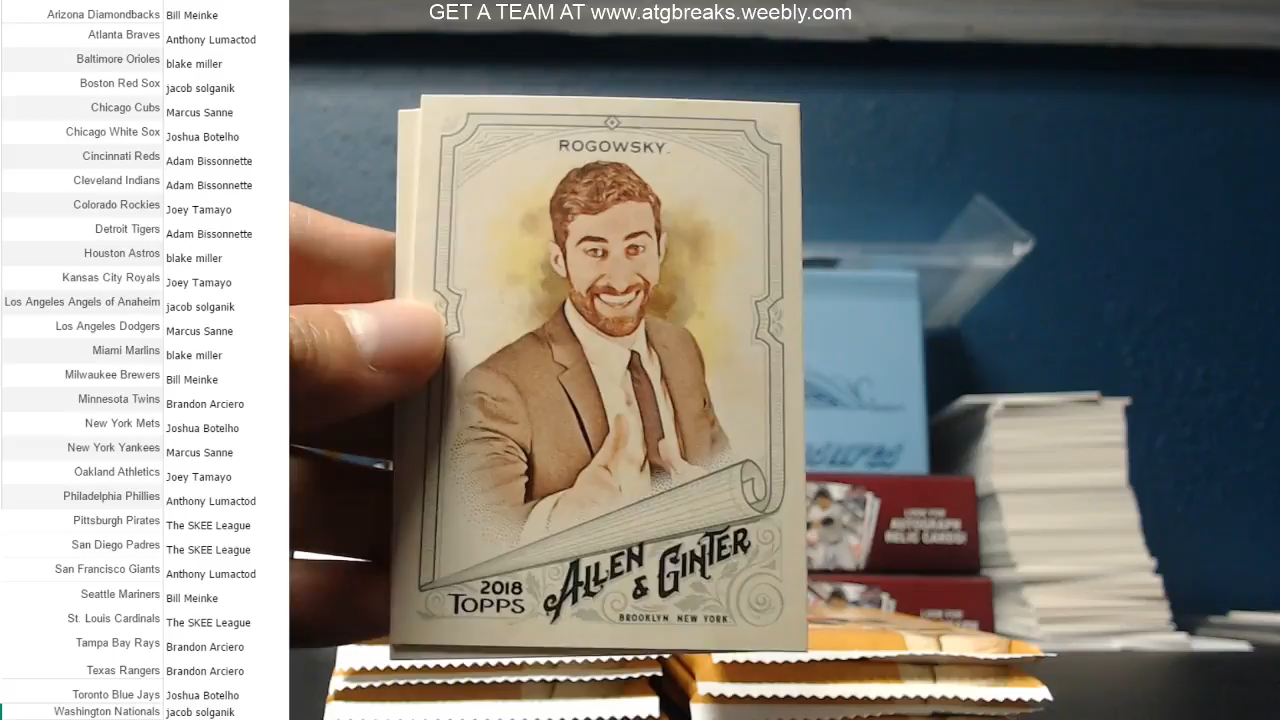 GET A TEAM AT www.atgbreaks.weebly.com
Arizona Diamondbacks Bill Meinke
Atlanta Braves Anthony Lumactod
Baltimore Orioles blake miller
Boston Red Sox jacob solganik
Chicago Cubs Marcus Sanne
Chicago White Sox Joshua Botelho
Cincinnati Reds Adam Bissonnette
Cleveland Indians Adam Bissonnette
Colorado Rockies Joey Tamayo
Detroit Tigers Adam Bissonnette
Houston Astros blake miller
Kansas City Royals Joey Tamayo
Los Angeles Angels of Anaheim jacob solganik
Los Angeles Dodgers Marcus Sanne
Miami Marlins blake miller
Milwaukee Brewers Bill Meinke
Minnesota Twins Brandon Arciero
New York Mets Joshua Botelho
New York Yankees Marcus Sanne
Oakland Athletics Joey Tamayo
Philadelphia Phillies Anthony Lumactod
Pittsburgh Pirates The SKEE League
San Diego Padres The SKEE League
San Francisco Giants Anthony Lumactod
Seattle Mariners Bill Meinke
St. Louis Cardinals The SKEE League
Tampa Bay Rays Brandon Arciero
Texas Rangers Brandon Arciero
Toronto Blue Jays Joshua Botelho
Washington Nationals jacob solganik
ROGOWSKY
2018
TOPPS
ALLEN
& GINTER
BROOKLYN NEW YORK
LOOK FOR
AUTOGRAPH
RELIC CARDS!
LOOK FOR